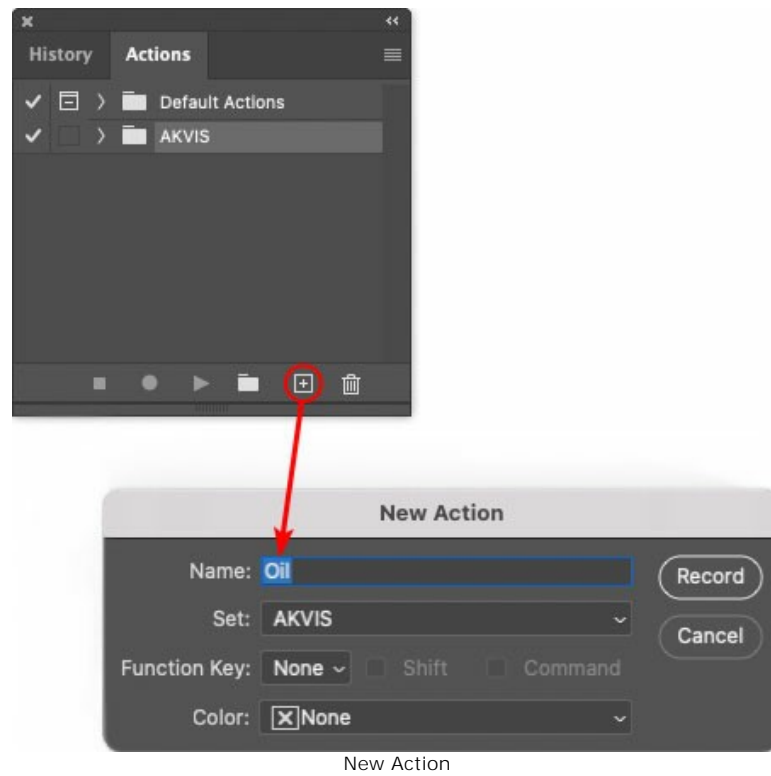 History Actions
Default Actions
AKVIS
New Action
Name: Oil
Record
Set: AKVIS
Cancel
Function Key: None Shift Command
Color: None
New Action